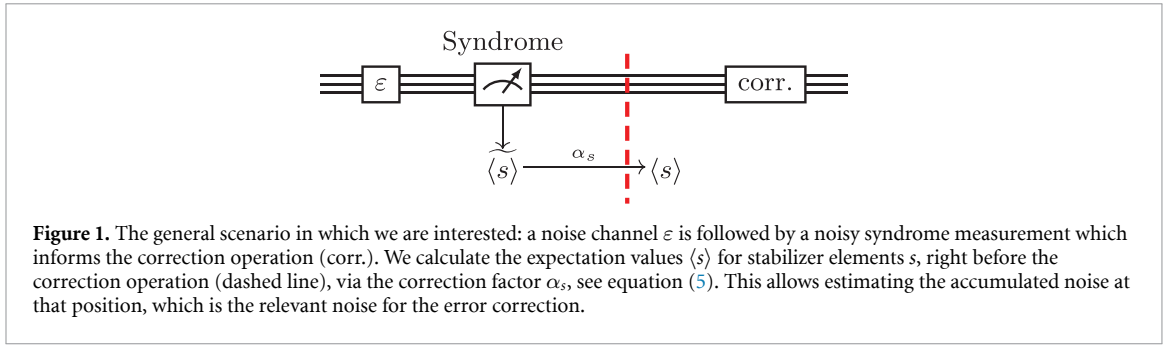 Syndrome
ε
corr.
α_s
⟨s⟩~ ⟨s⟩
Figure 1. The general scenario in which we are interested: a noise channel ε is followed by a noisy syndrome measurement which
informs the correction operation (corr.). We calculate the expectation values ⟨s⟩ for stabilizer elements s, right before the
correction operation (dashed line), via the correction factor α_s, see equation (5). This allows estimating the accumulated noise at
that position, which is the relevant noise for the error correction.